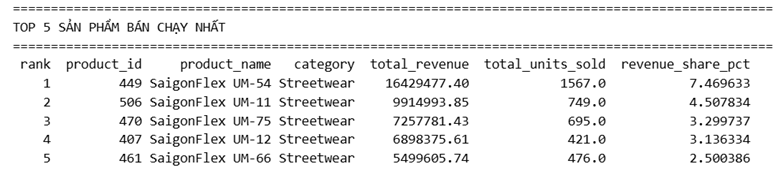 ====================================================================================================
TOP 5 SẢN PHẨM BÁN CHẠY NHẤT
====================================================================================================
rank product_id product_name category total_revenue total_units_sold revenue_share_pct
1 449 SaigonFlex UM-54 Streetwear 16429477.40 1567.0 7.469633
2 506 SaigonFlex UM-11 Streetwear 9914993.85 749.0 4.507834
3 470 SaigonFlex UM-75 Streetwear 7257781.43 695.0 3.299737
4 407 SaigonFlex UM-12 Streetwear 6898375.61 421.0 3.136334
5 461 SaigonFlex UM-66 Streetwear 5499605.74 476.0 2.500386